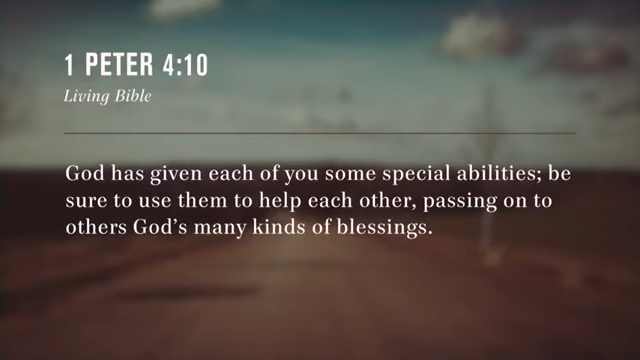 1 PETER 4:10
Living Bible
God has given each of you some special abilities; be
sure to use them to help each other, passing on to
others God's many kinds of blessings.